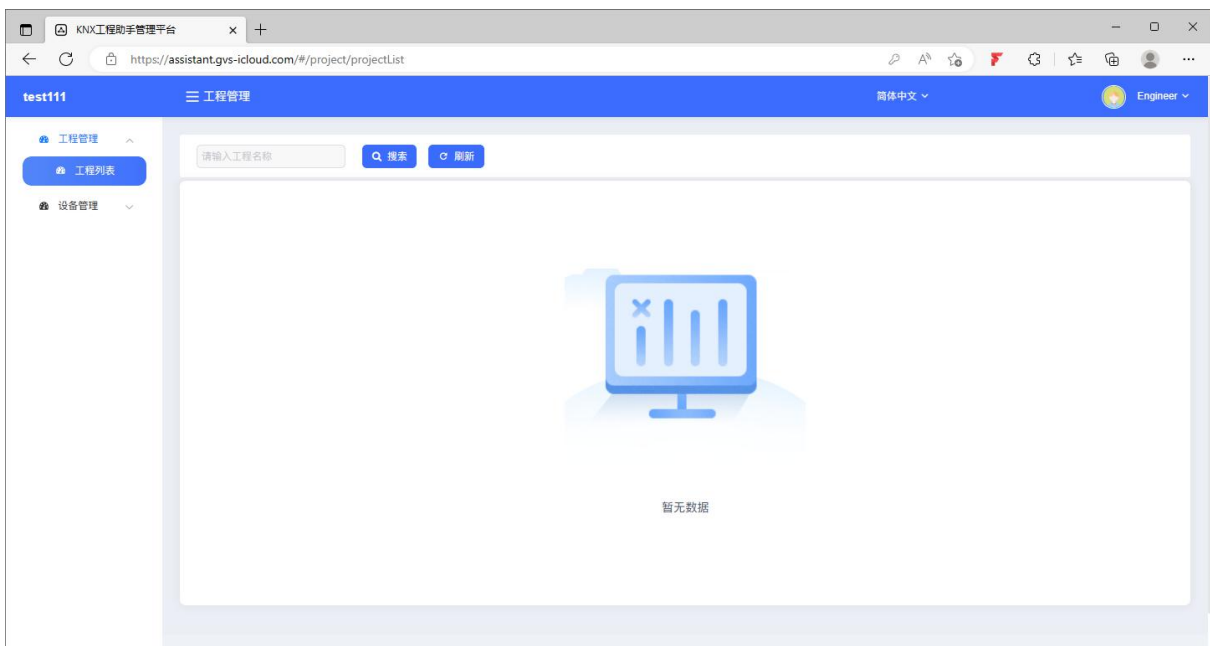 KNX工程助手管理平台
https://assistant.gvs-icloud.com/#/project/projectList
test111 工程管理 简体中文 Engineer
工程管理
请输入工程名称 搜索 刷新
工程列表
设备管理
暂无数据